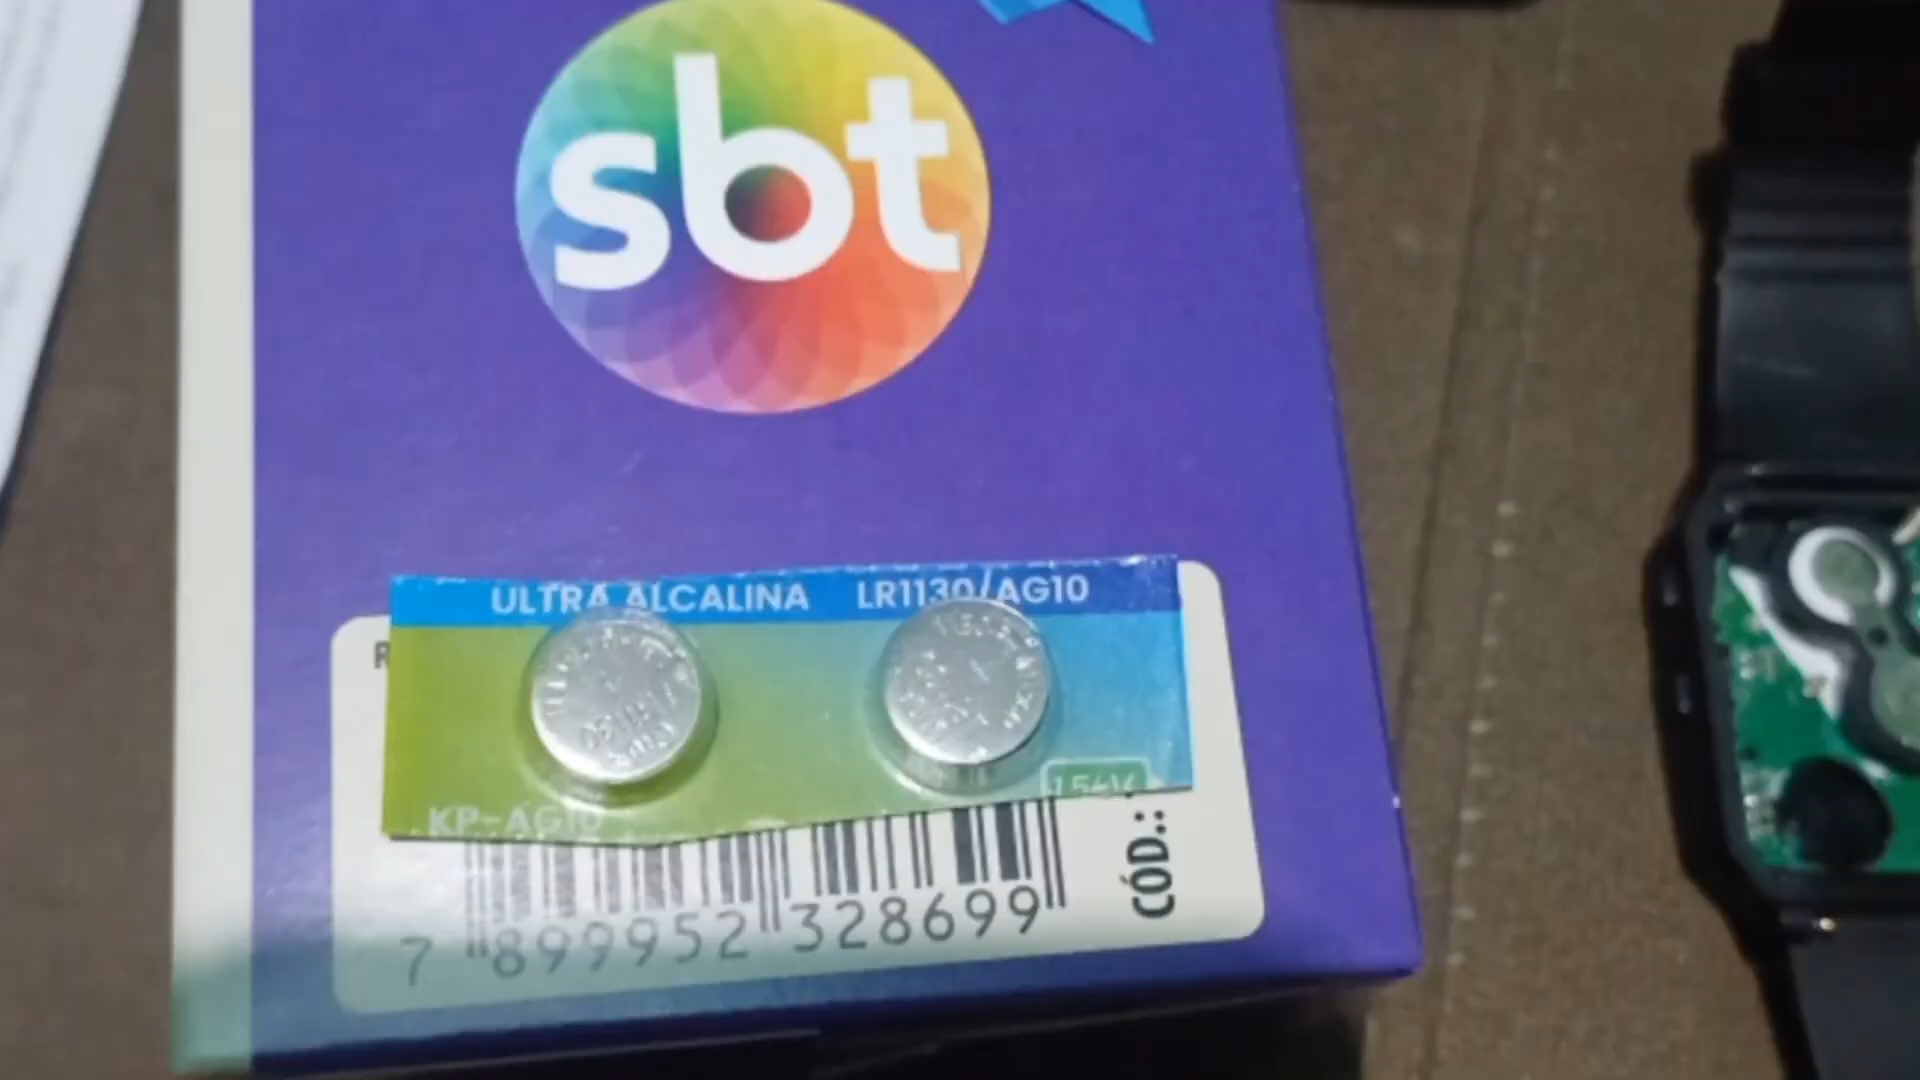 sbt
ULTRA ALCALINA LR1130/AG10
KP-AG10
CÓD.:
7 899952 328699